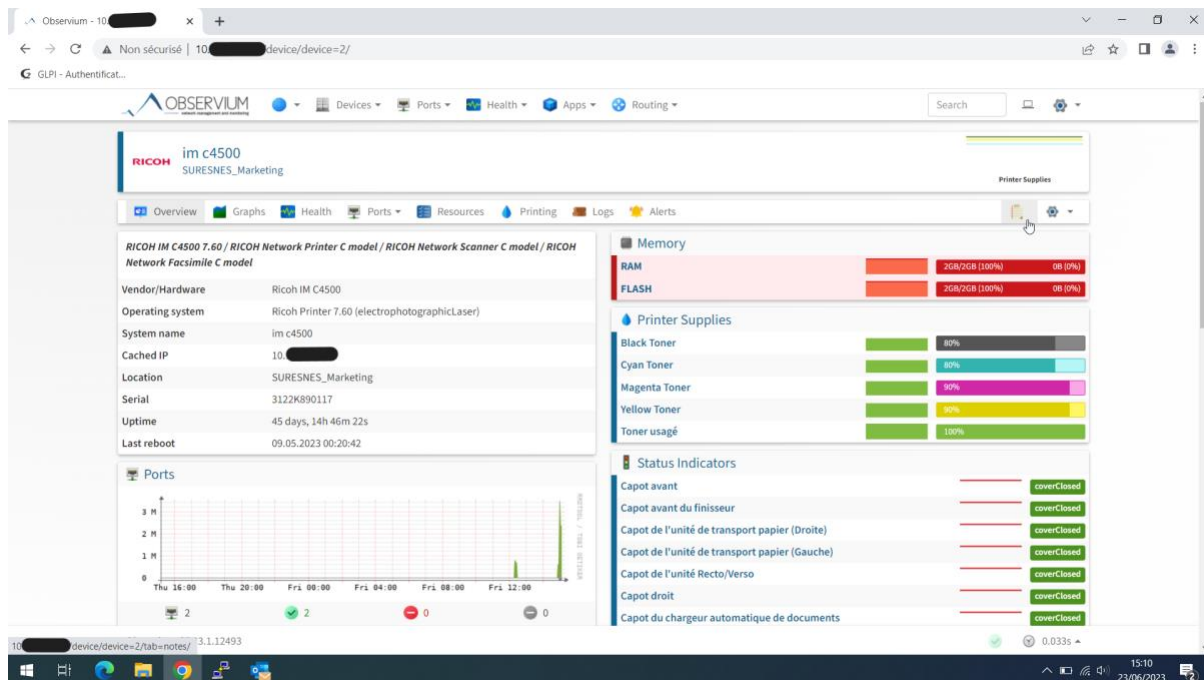 Observium - 10.
Non sécurisé | 10. device/device=2/
GLPI - Authentificat...
OBSERVIUM
network management and monitoring
Devices
Ports
Health
Apps
Routing
Search
RICOH
im c4500
SURESNES_Marketing
Printer Supplies
Overview
Graphs
Health
Ports
Resources
Printing
Logs
Alerts
RICOH IM C4500 7.60 / RICOH Network Printer C model / RICOH Network Scanner C model / RICOH
Network Facsimile C model
Vendor/Hardware Ricoh IM C4500
Operating system Ricoh Printer 7.60 (electrophotographicLaser)
System name im c4500
Cached IP 10.
Location SURESNES_Marketing
Serial 3122K890117
Uptime 45 days, 14h 46m 22s
Last reboot 09.05.2023 00:20:42
Ports
3 M
2 M
1 M
0
Thu 16:00 Thu 20:00 Fri 00:00 Fri 04:00 Fri 08:00 Fri 12:00
RRDTOOL / TOBI OETIKER
2 2 0 0
Memory
RAM 2GB/2GB (100%) 0B (0%)
FLASH 2GB/2GB (100%) 0B (0%)
Printer Supplies
Black Toner 80%
Cyan Toner 80%
Magenta Toner 90%
Yellow Toner 90%
Toner usagé 100%
Status Indicators
Capot avant coverClosed
Capot avant du finisseur coverClosed
Capot de l'unité de transport papier (Droite) coverClosed
Capot de l'unité de transport papier (Gauche) coverClosed
Capot de l'unité Recto/Verso coverClosed
Capot droit coverClosed
Capot du chargeur automatique de documents coverClosed
10 device/device=2/tab=notes/
3.1.12493
0.033s
15:10
23/06/2023